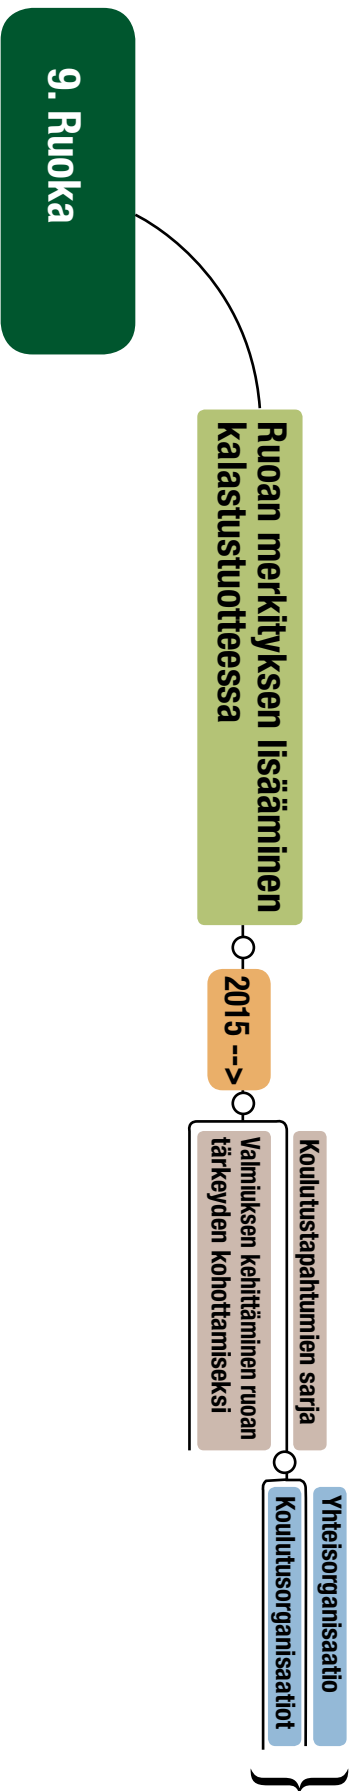 9. Ruoka
Ruoan merkityksen lisääminen
kalastustuotteessa
2015 -->
Koulutustapahtumien sarja
Valmiuksen kehittäminen ruoan
tärkeyden kohottamiseksi
Yhteisorganisaatio
Koulutusorganisaatiot